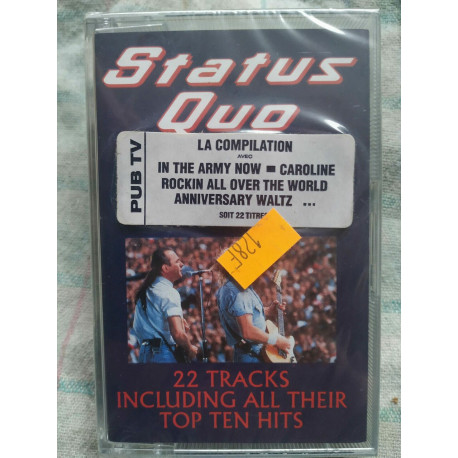 Status
Quo
PUB TV
LA COMPILATION
AVEC
IN THE ARMY NOW ■ CAROLINE
ROCKIN ALL OVER THE WORLD
ANNIVERSARY WALTZ ...
SOIT 22 TITRES
128F
22 TRACKS
INCLUDING ALL THEIR
TOP TEN HITS